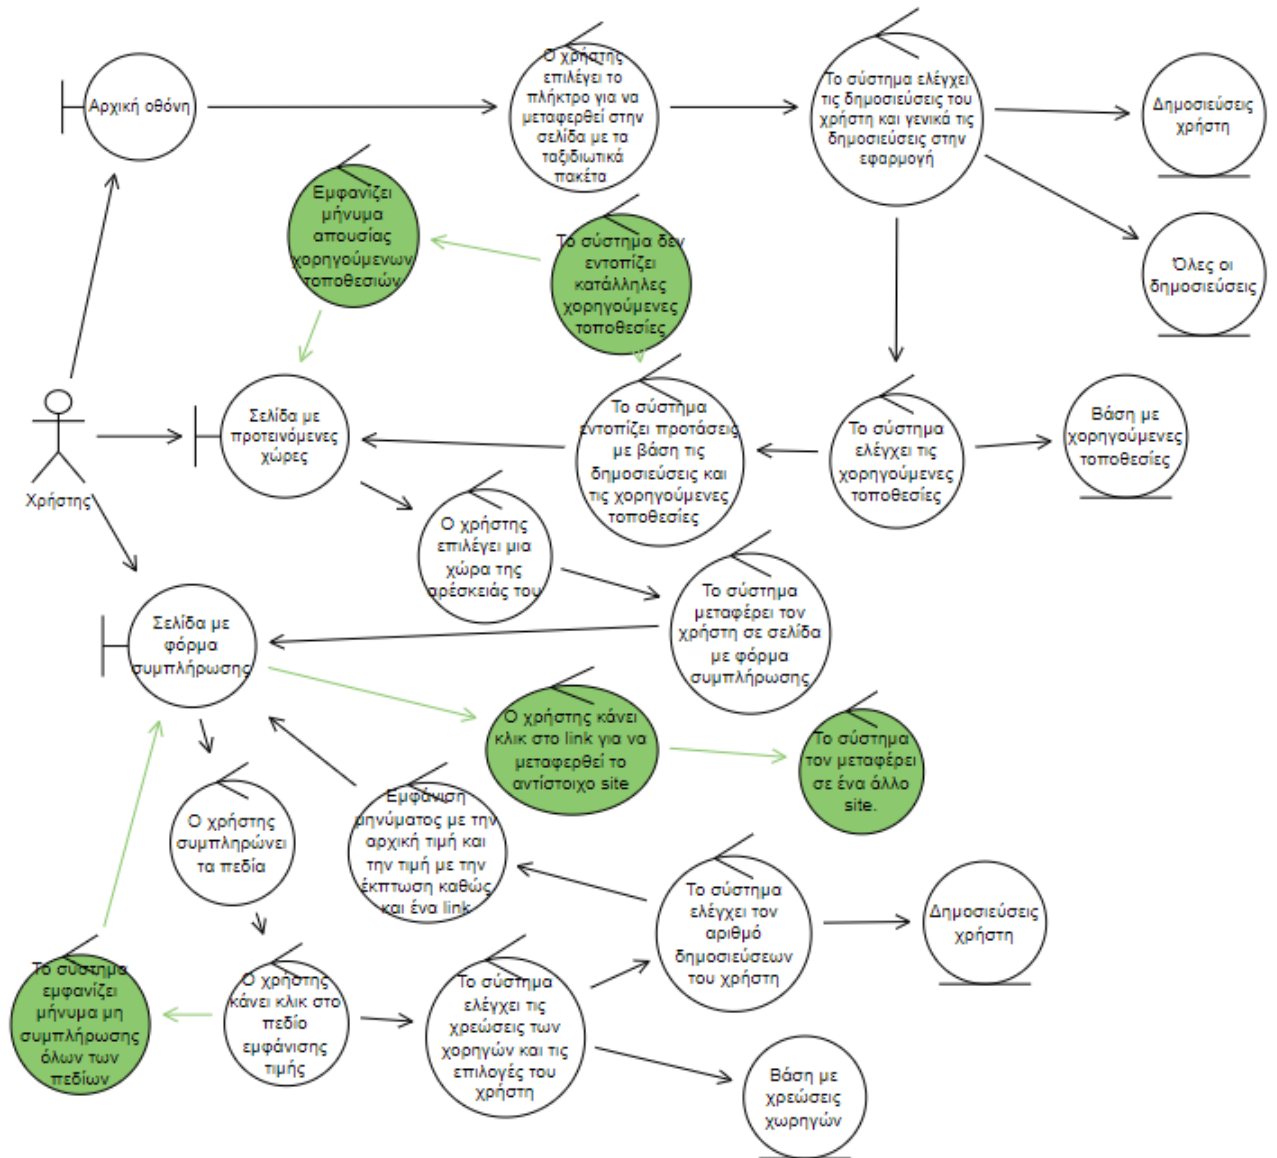 Αρχική οθόνη
Ο χρήστης
επιλέγει το
πλήκτρο για να
μεταφερθεί στην
σελίδα με τα
ταξιδιωτικά
πακέτα
Το σύστημα ελέγχει
τις δημοσιεύσεις του
χρήστη και γενικά τις
δημοσιεύσεις στην
εφαρμογή
Δημοσιεύσεις
χρήστη
Όλες οι
δημοσιεύσεις
Εμφανίζει
μήνυμα
απουσίας
χορηγούμενων
τοποθεσιών
Το σύστημα δεν
εντοπίζει
κατάλληλες
χορηγούμενες
τοποθεσίες
Χρήστης
Σελίδα με
προτεινόμενες
χώρες
Το σύστημα
εντοπίζει προτάσεις
με βάση τις
δημοσιεύσεις και
τις χορηγούμενες
τοποθεσίες
Το σύστημα
ελέγχει τις
χορηγούμενες
τοποθεσίες
Βάση με
χορηγούμενες
τοποθεσίες
Ο χρήστης
επιλέγει μια
χώρα της
αρέσκειάς του
Το σύστημα
μεταφέρει τον
χρήστη σε σελίδα
με φόρμα
συμπλήρωσης
Σελίδα με
φόρμα
συμπλήρωσης
Ο χρήστης κάνει
κλικ στο link για να
μεταφερθεί το
αντίστοιχο site
Το σύστημα
τον μεταφέρει
σε ένα άλλο
site.
Ο χρήστης
συμπληρώνει
τα πεδία
Εμφάνιση
μηνύματος με την
αρχική τιμή και
την τιμή με την
έκπτωση καθώς
και ένα link
Το σύστημα
ελέγχει τον
αριθμό
δημοσιεύσεων
του χρήστη
Δημοσιεύσεις
χρήστη
Το σύστημα
εμφανίζει
μήνυμα μη
συμπλήρωσης
όλων των
πεδίων
Ο χρήστης
κάνει κλικ στο
πεδίο
εμφάνισης
τιμής
Το σύστημα
ελέγχει τις
χρεώσεις των
χορηγών και τις
επιλογές του
χρήστη
Βάση με
χρεώσεις
χωρηγών